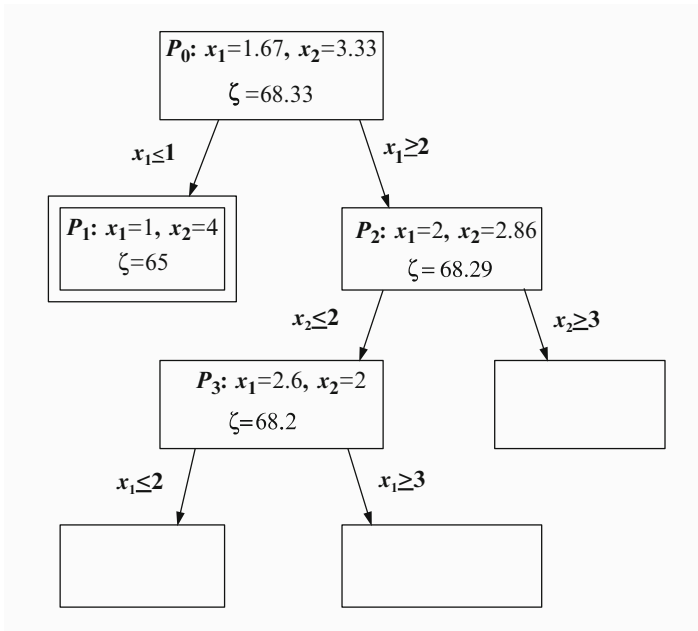 P₀: x₁=1.67, x₂=3.33
ζ=68.33
x₁≤1
x₁≥2
P₁: x₁=1, x₂=4
ζ=65
P₂: x₁=2, x₂=2.86
ζ=68.29
x₂≤2
x₂≥3
P₃: x₁=2.6, x₂=2
ζ=68.2
x₁≤2
x₁≥3